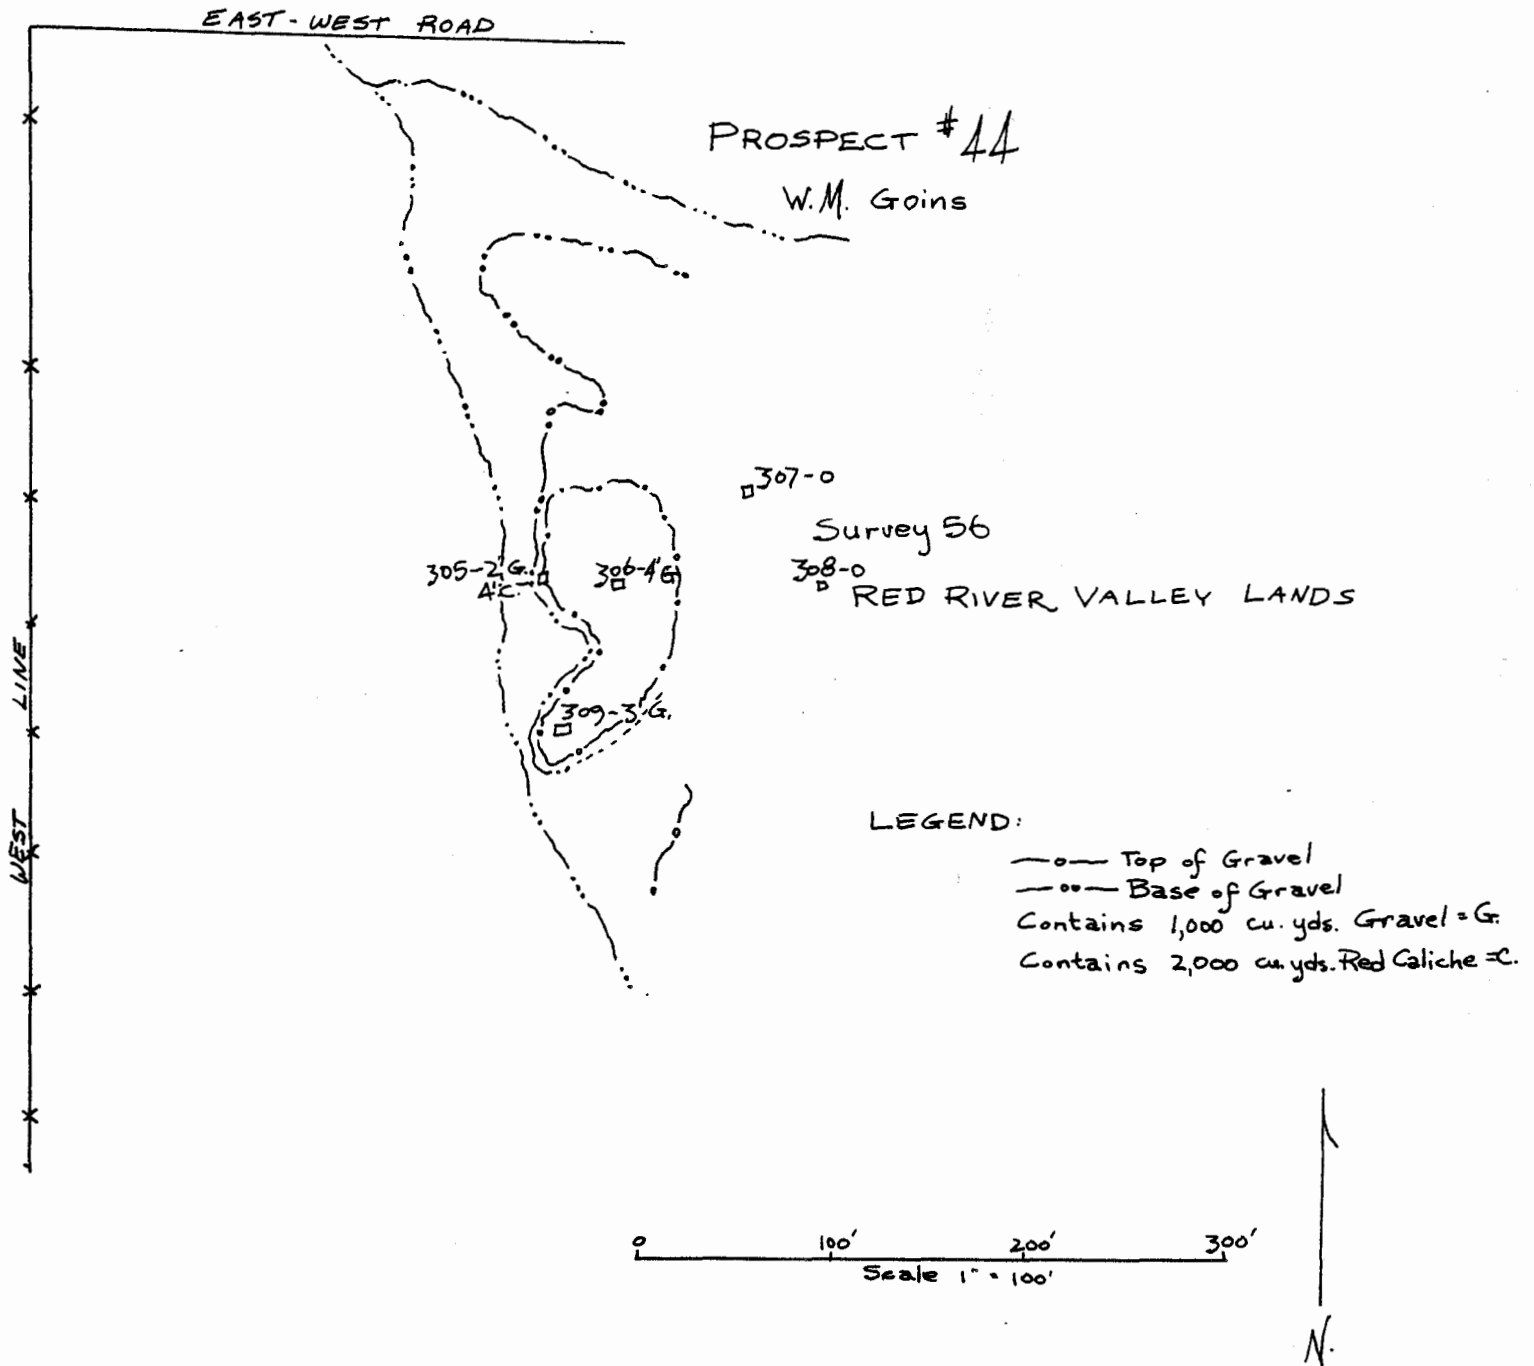 EAST-WEST ROAD
PROSPECT #44
W.M. Goins
307-0
Survey 56
305-2'G.
4'C.
306-4'G
308-0
RED RIVER VALLEY LANDS
WEST LINE
309-3'G.
LEGEND:
Top of Gravel
Base of Gravel
Contains 1,000 cu. yds. Gravel = G.
Contains 2,000 cu. yds. Red Caliche = C.
0 100' 200' 300'
Scale 1" = 100'
N.